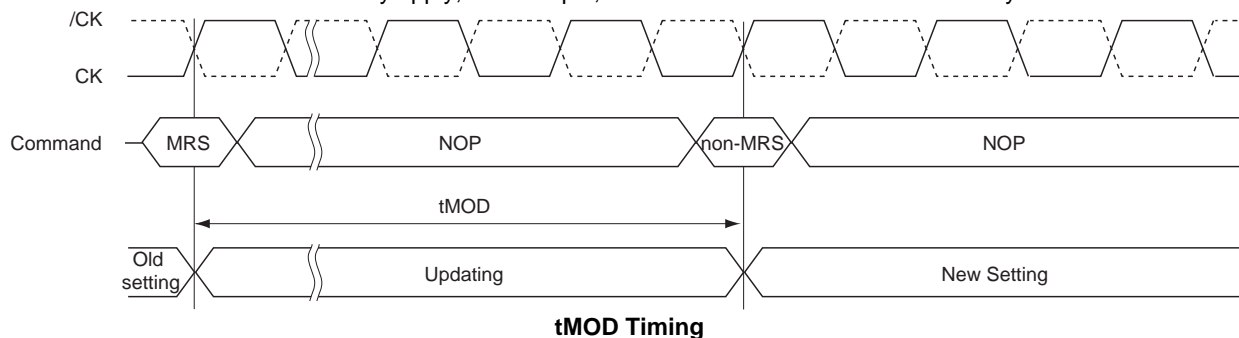 /CK
CK
Command
MRS
NOP
non-MRS
NOP
tMOD
Old
setting
Updating
New Setting
tMOD Timing